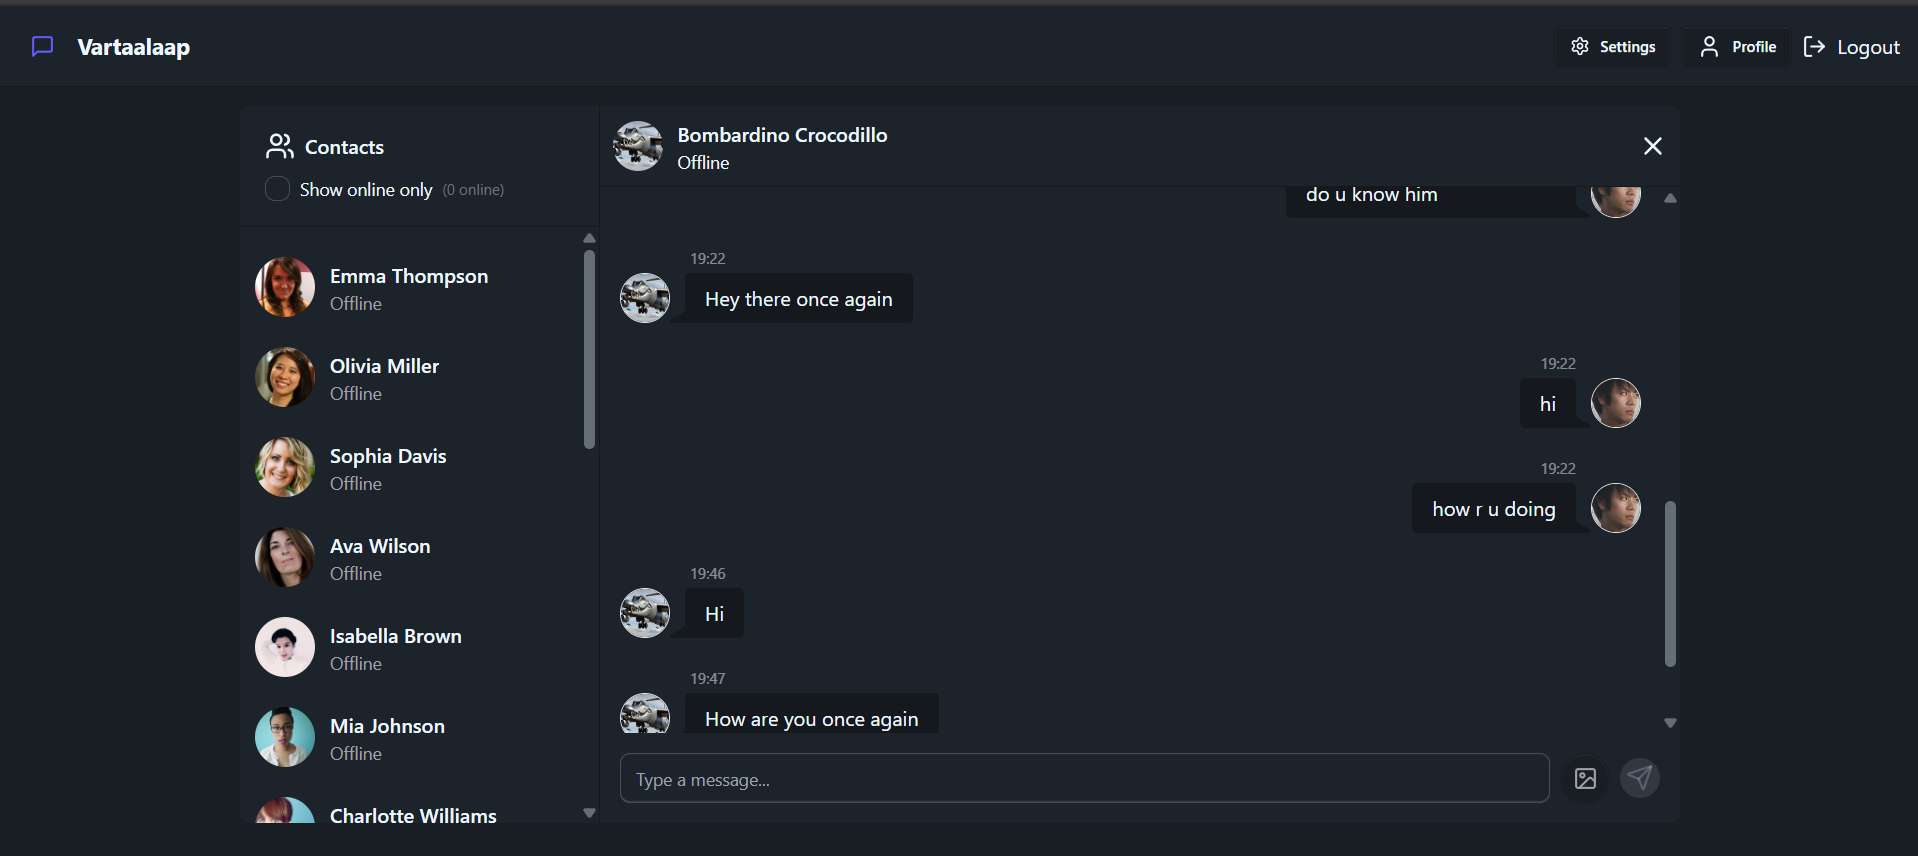 Vartaalaap
Settings
Profile
Logout
Contacts
Show online only (0 online)
Emma Thompson
Offline
Olivia Miller
Offline
Sophia Davis
Offline
Ava Wilson
Offline
Isabella Brown
Offline
Mia Johnson
Offline
Charlotte Williams
Bombardino Crocodillo
Offline
do u know him
19:22
Hey there once again
19:22
hi
19:22
how r u doing
19:46
Hi
19:47
How are you once again
Type a message...